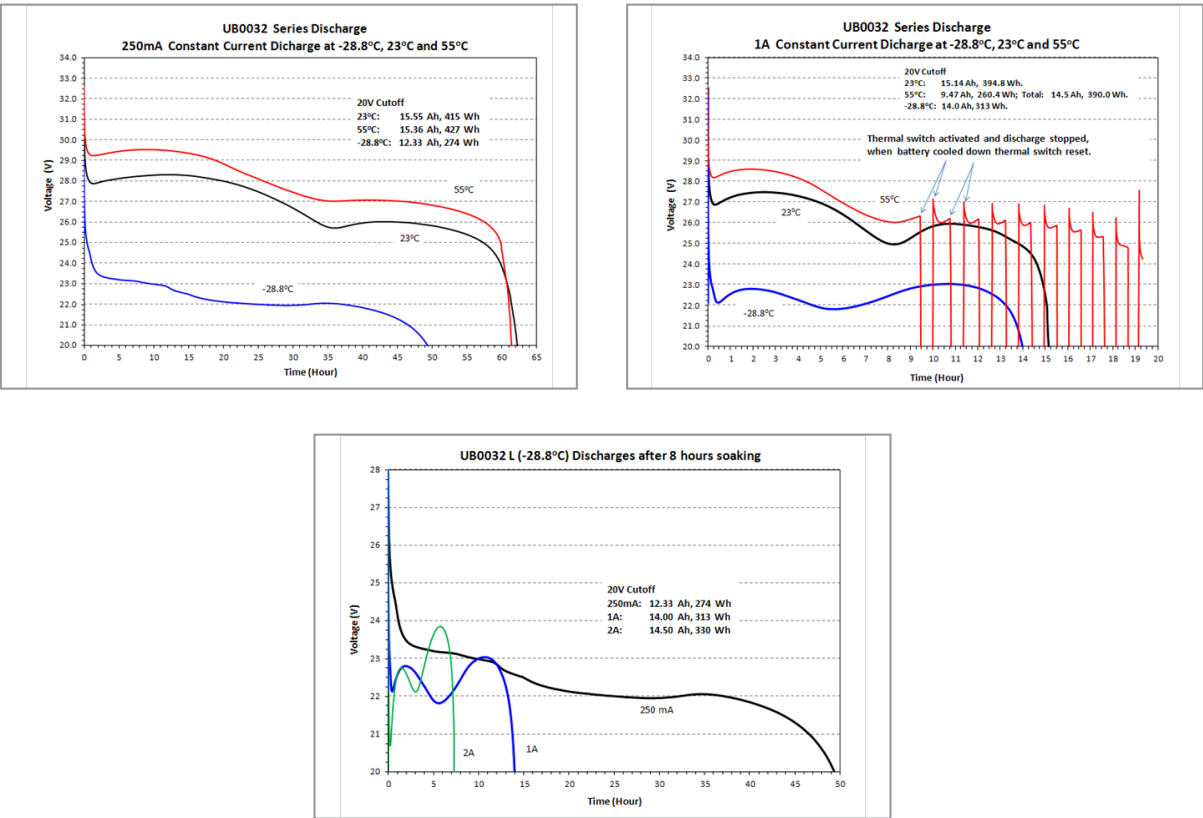 UB0032 Series Discharge
250mA Constant Current Dicharge at -28.8°C, 23°C and 55°C
34.0
33.0
32.0
31.0
30.0
29.0
28.0
27.0
26.0
25.0
24.0
23.0
22.0
21.0
20.0
Voltage (V)
20V Cutoff
23°C: 15.55 Ah, 415 Wh
55°C: 15.36 Ah, 427 Wh
-28.8°C: 12.33 Ah, 274 Wh
55°C
23°C
-28.8°C
0 5 10 15 20 25 30 35 40 45 50 55 60 65
Time (Hour)
UB0032 Series Discharge
1A Constant Current Dicharge at -28.8°C, 23°C and 55°C
34.0
33.0
32.0
31.0
30.0
29.0
28.0
27.0
26.0
25.0
24.0
23.0
22.0
21.0
20.0
Voltage (V)
20V Cutoff
23°C: 15.14 Ah, 394.8 Wh.
55°C: 9.47 Ah, 260.4 Wh; Total: 14.5 Ah, 390.0 Wh.
-28.8°C: 14.0 Ah, 313 Wh.
Thermal switch activated and discharge stopped,
when battery cooled down thermal switch reset.
55°C
23°C
-28.8°C
0 1 2 3 4 5 6 7 8 9 10 11 12 13 14 15 16 17 18 19 20
Time (Hour)
UB0032 L (-28.8°C) Discharges after 8 hours soaking
28
27
26
25
24
23
22
21
20
Voltage (V)
20V Cutoff
250mA: 12.33 Ah, 274 Wh
1A: 14.00 Ah, 313 Wh
2A: 14.50 Ah, 330 Wh
250 mA
2A
1A
0 5 10 15 20 25 30 35 40 45 50
Time (Hour)